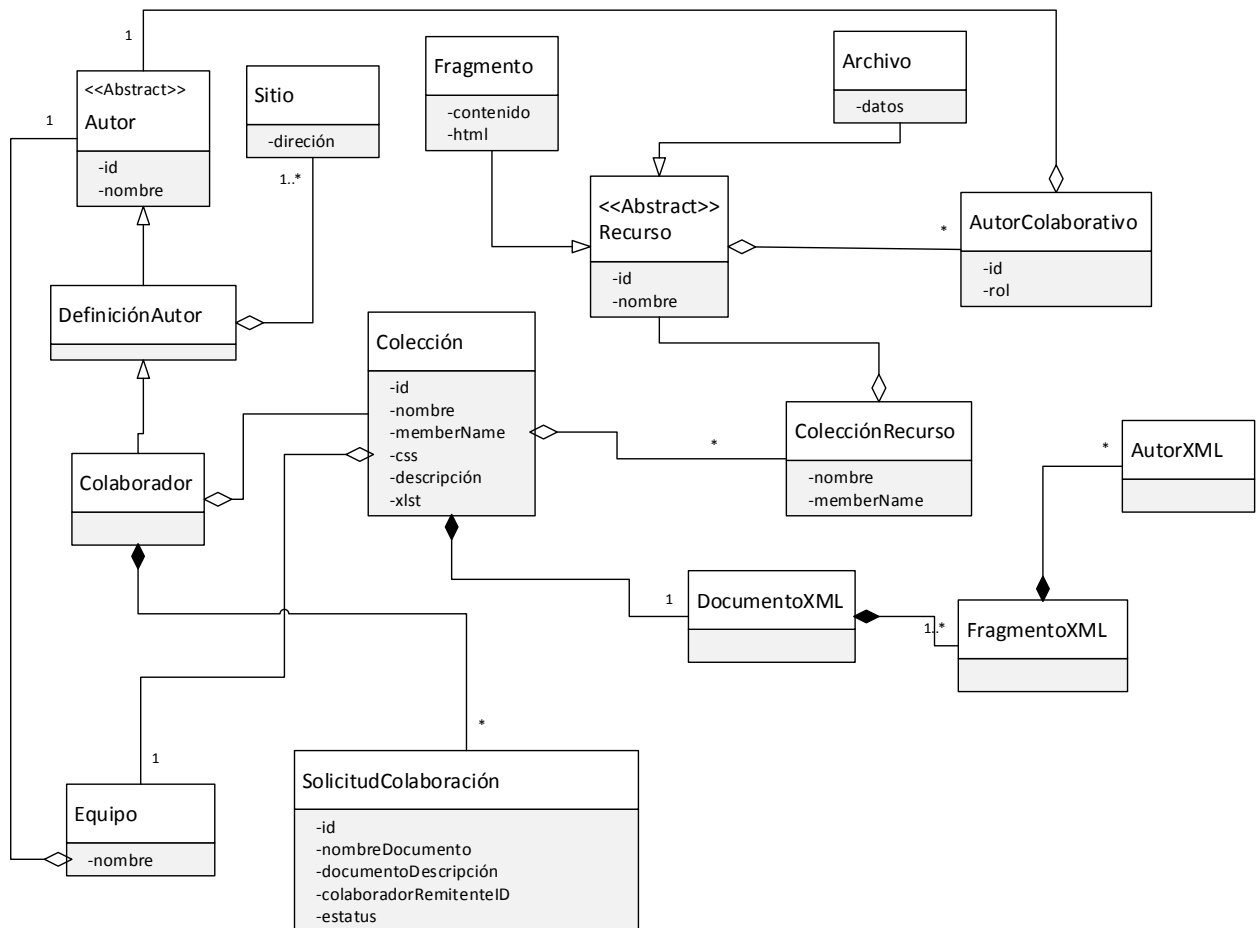 1
Archivo
-datos
Fragmento
-contenido
-html
Sitio
-direción
1..*
<<Abstract>>
Autor
-id
-nombre
1
<<Abstract>>
Recurso
-id
-nombre
*
AutorColaborativo
-id
-rol
DefiniciónAutor
Colección
-id
-nombre
-memberName
-css
-descripción
-xlst
*
ColecciónRecurso
-nombre
-memberName
*
AutorXML
Colaborador
1
DocumentoXML
1..*
FragmentoXML
*
1
SolicitudColaboración
-id
-nombreDocumento
-documentoDescripción
-colaboradorRemitenteID
-estatus
Equipo
-nombre